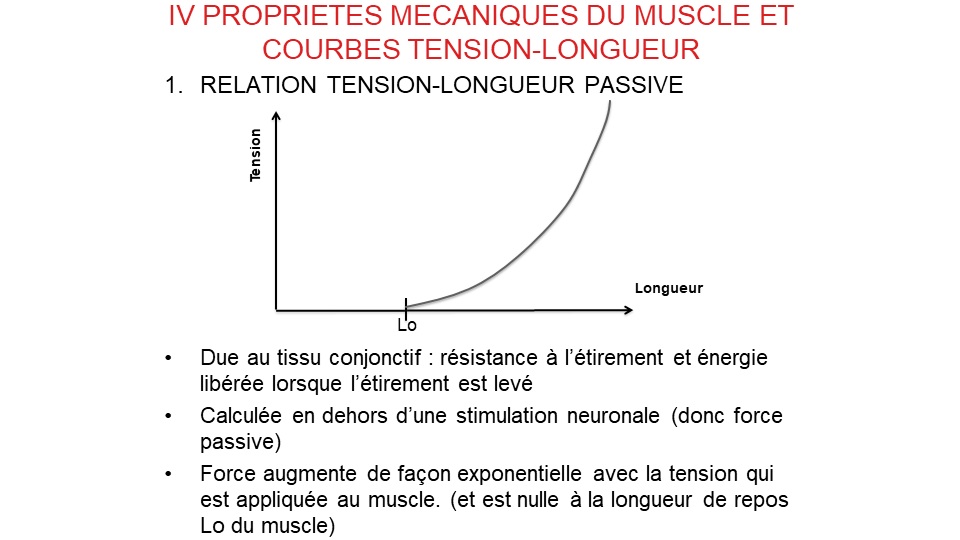 IV PROPRIETES MECANIQUES DU MUSCLE ET
COURBES TENSION-LONGUEUR
1. RELATION TENSION-LONGUEUR PASSIVE
Tension
Longueur
Lo
• Due au tissu conjonctif : résistance à l’étirement et énergie
libérée lorsque l’étirement est levé
• Calculée en dehors d’une stimulation neuronale (donc force
passive)
• Force augmente de façon exponentielle avec la tension qui
est appliquée au muscle. (et est nulle à la longueur de repos
Lo du muscle)